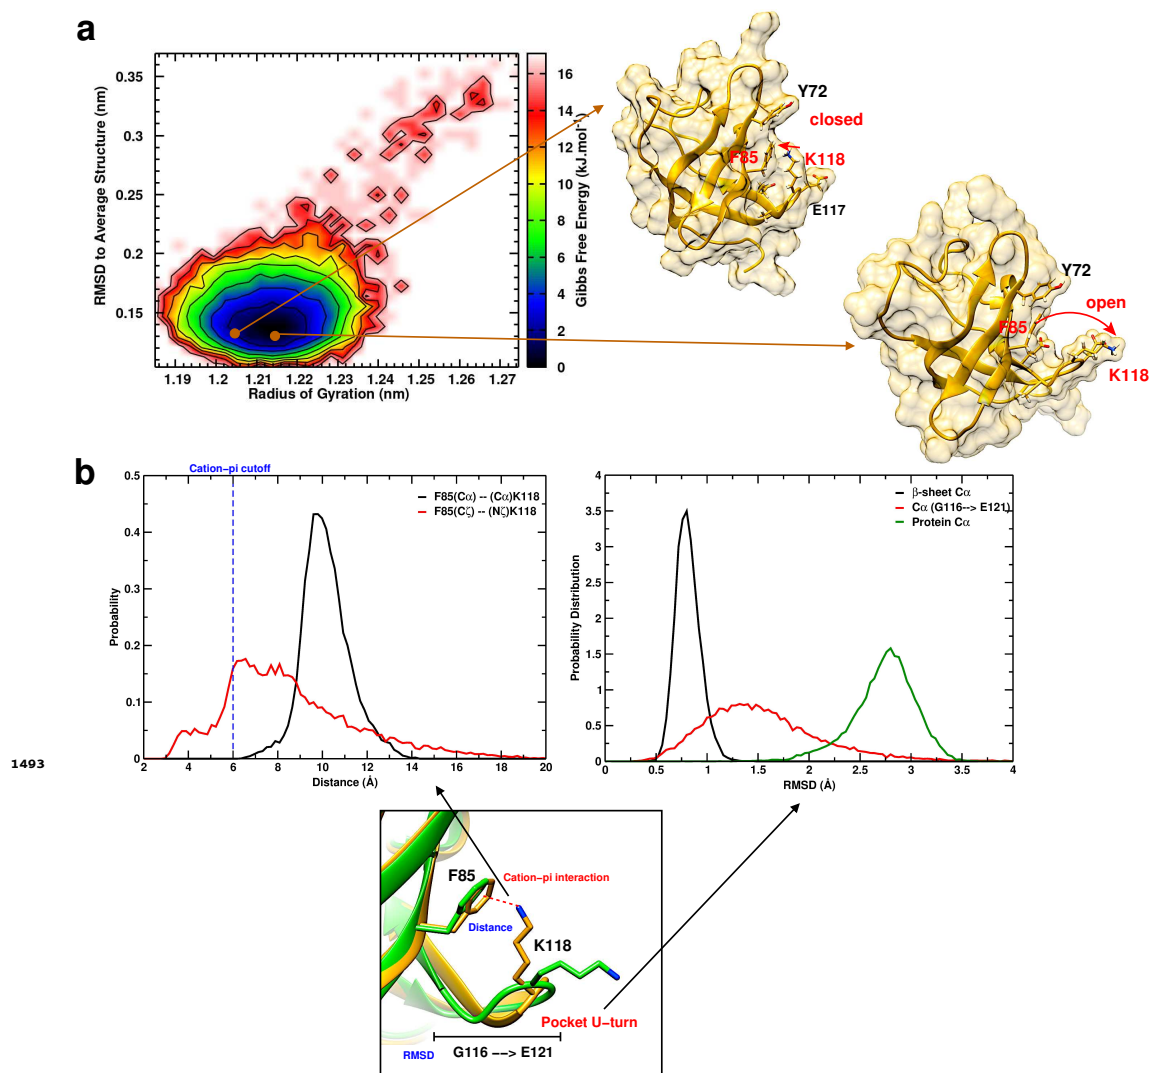 a
RMSD to Average Structure (nm)
0.35
0.3
0.25
0.2
0.15
1.19
1.2
1.21
1.22
1.23
1.24
1.25
1.26
1.27
Radius of Gyration (nm)
16
14
12
10
8
6
4
2
0
Gibbs Free Energy (kJ.mol-
Y72
closed
F85
K118
E117
Y72
open
F85
K118
b
Cation-pi cutoff
0.5
0.4
0.3
0.2
0.1
0
Probability
F85(Cα) -- (Cα)K118
F85(Cζ) -- (Nζ)K118
2
4
6
8
10
12
14
16
18
20
Distance (Å)
4
3.5
3
2.5
2
1.5
1
0.5
0
Probability Distribution
β-sheet Cα
Cα (G116--> E121)
Protein Cα
0
0.5
1
1.5
2
2.5
3
3.5
4
RMSD (Å)
1493
F85
Cation-pi interaction
Distance
K118
Pocket U-turn
RMSD
G116 --> E121